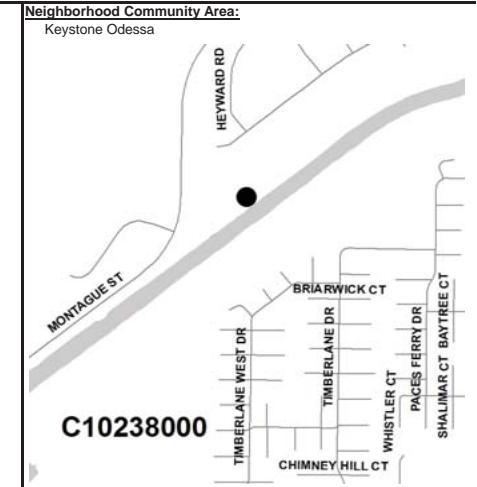 Neighborhood Community Area:
Keystone Odessa
HEYWARD RD
MONTAGUE ST
BRIARWICK CT
TIMBERLANE WEST DR
TIMBERLANE DR
WHISTLER CT
PACES FERRY DR
SHALIMAR CT
BAYTREE CT
C10238000
CHIMNEY HILL CT